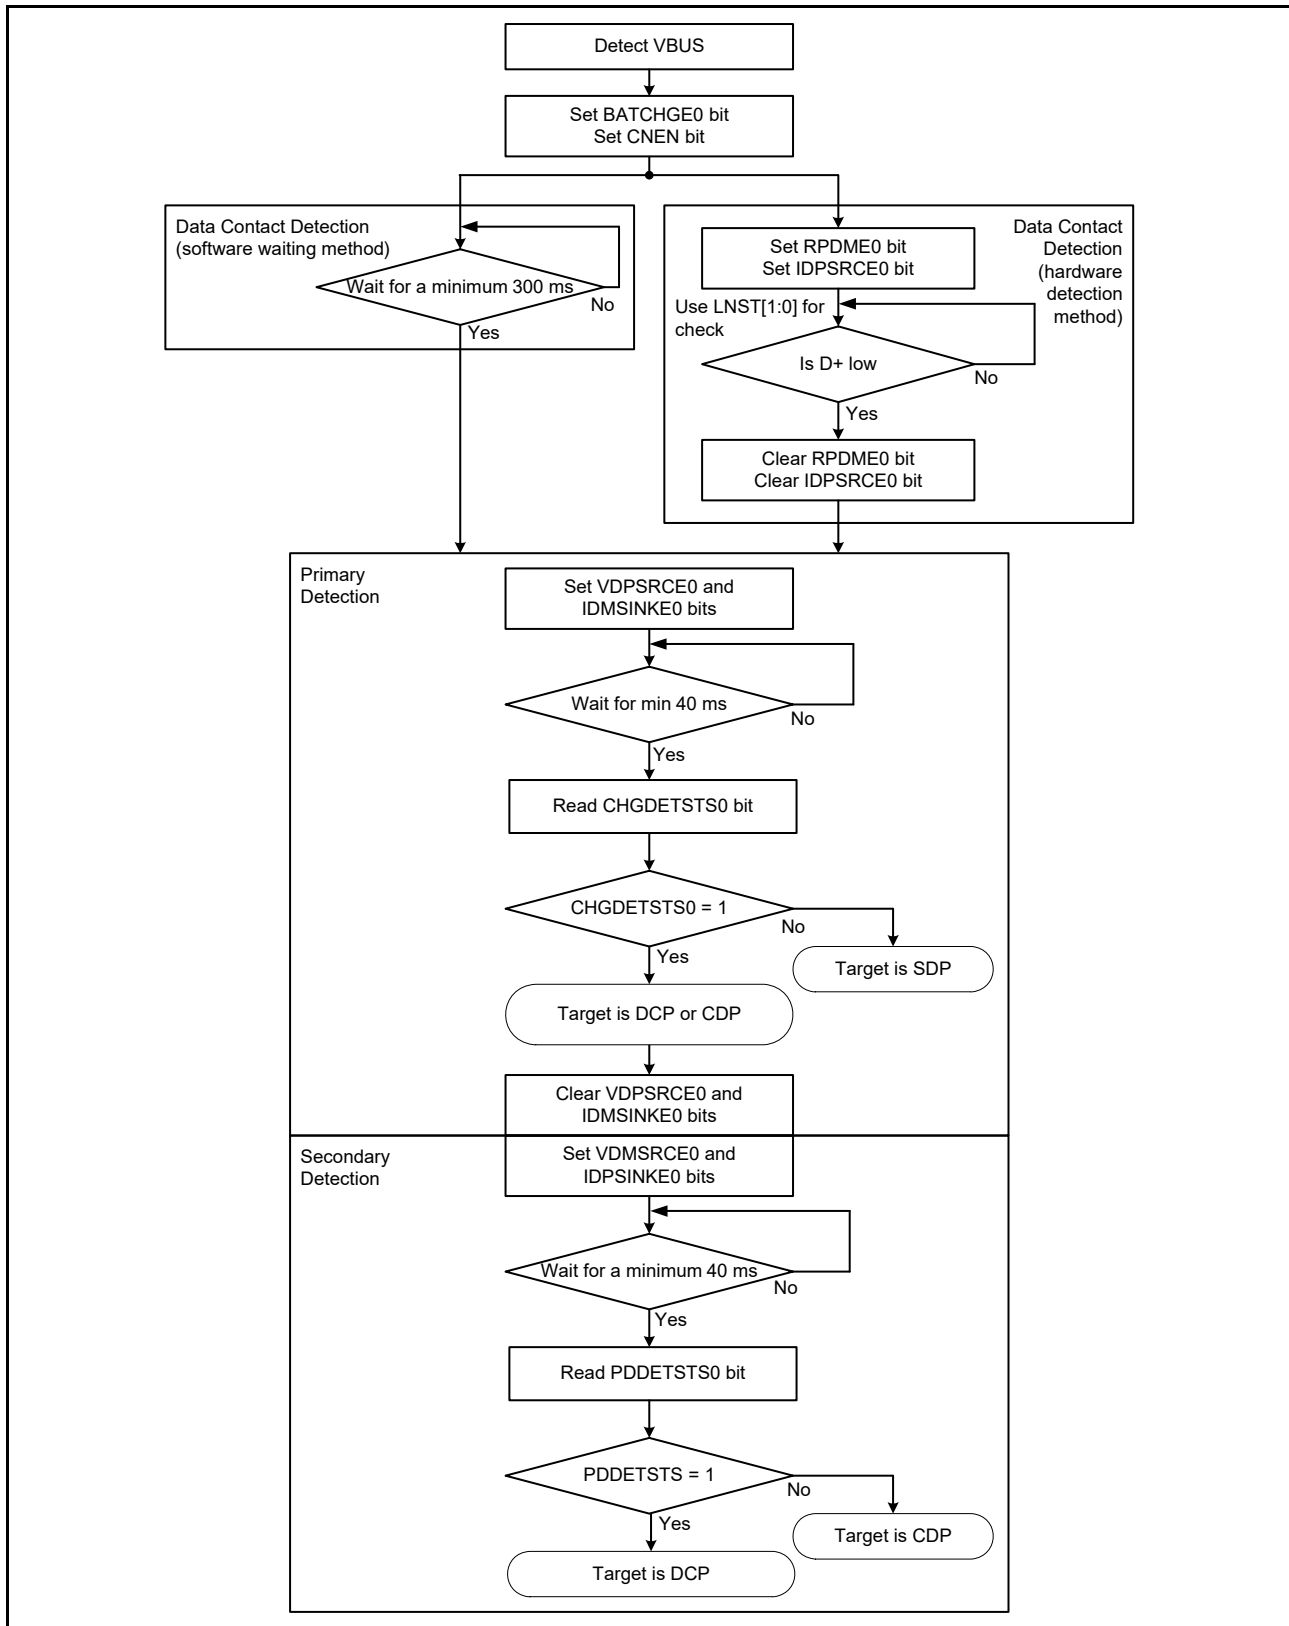 Detect VBUS
Set BATCHGE0 bit
Set CNEN bit
Data Contact Detection
(software waiting method)
Wait for a minimum 300 ms
No
Yes
Data Contact
Detection
(hardware
detection
method)
Set RPDME0 bit
Set IDPSRCE0 bit
Use LNST[1:0] for
check
Is D+ low
No
Yes
Clear RPDME0 bit
Clear IDPSRCE0 bit
Primary
Detection
Set VDPSRCE0 and
IDMSINKE0 bits
Wait for min 40 ms
No
Yes
Read CHGDETSTS0 bit
CHGDETSTS0 = 1
No
Yes
Target is SDP
Target is DCP or CDP
Clear VDPSRCE0 and
IDMSINKE0 bits
Secondary
Detection
Set VDMSRCE0 and
IDPSINKE0 bits
Wait for a minimum 40 ms
No
Yes
Read PDDETSTS0 bit
PDDETSTS = 1
No
Yes
Target is CDP
Target is DCP